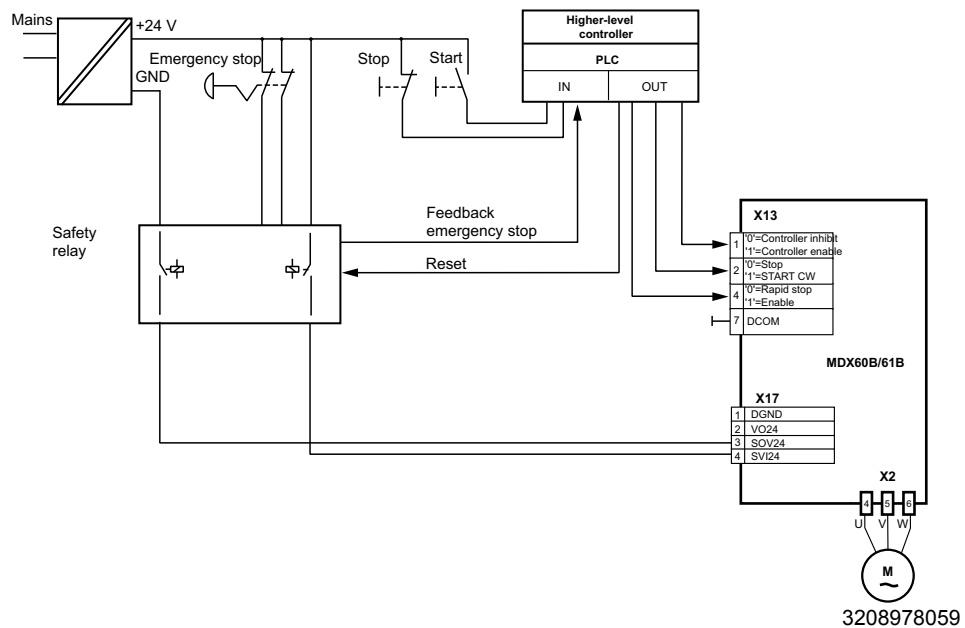 Mains
+24 V
GND
Emergency stop
Stop
Start
Higher-level
controller
PLC
IN
OUT
Safety
relay
Feedback
emergency stop
Reset
X13
1
'0'=Controller inhibit
'1'=Controller enable
2
'0'=Stop
'1'=START CW
4
'0'=Rapid stop
'1'=Enable
7 DCOM
MDX60B/61B
X17
1 DGND
2 VO24
3 SOV24
4 SVI24
X2
4 5 6
U V W
M
~
3208978059